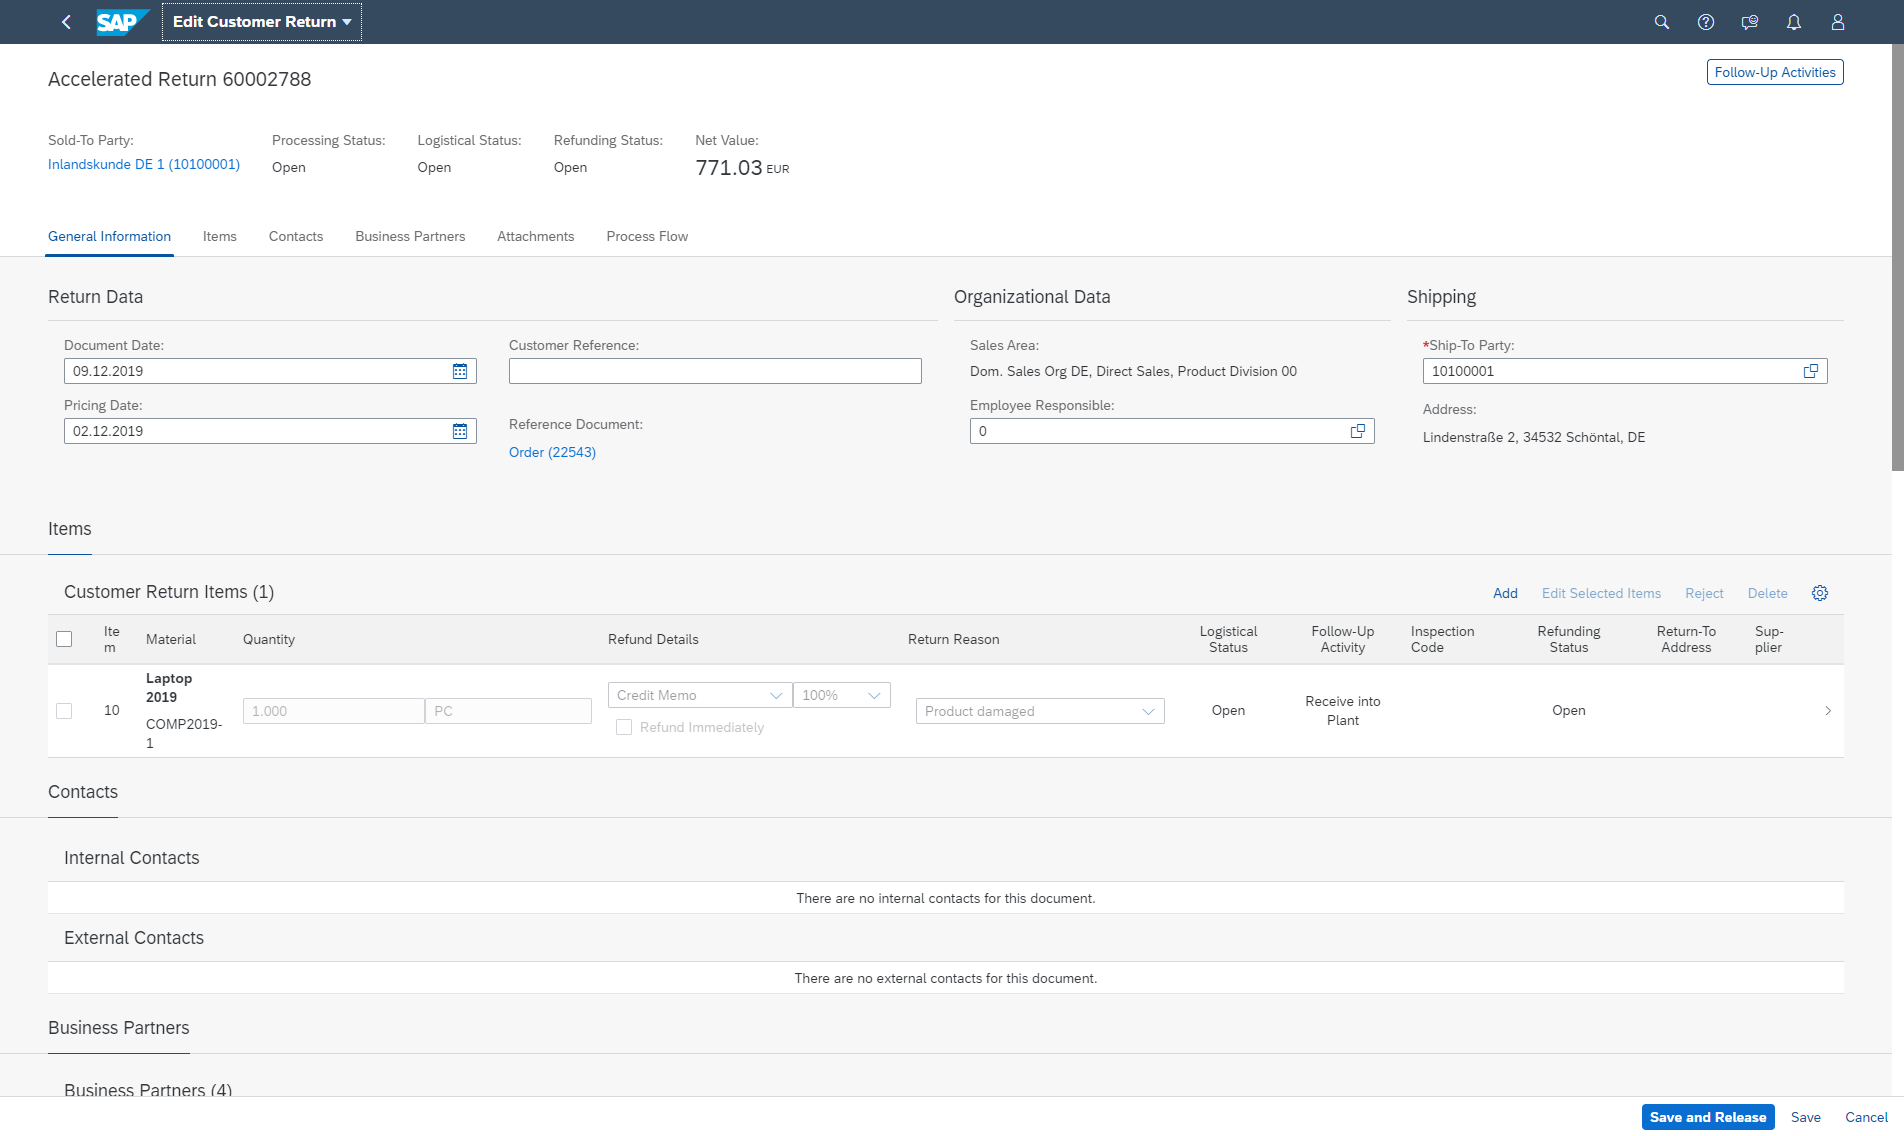 SAP
Edit Customer Return
Accelerated Return 60002788
Follow-Up Activities
Sold-To Party:
Inlandskunde DE 1 (10100001)
Processing Status:
Open
Logistical Status:
Open
Refunding Status:
Open
Net Value:
771.03 EUR
General Information
Items
Contacts
Business Partners
Attachments
Process Flow
Return Data
Document Date:
09.12.2019
Pricing Date:
02.12.2019
Customer Reference:
Reference Document:
Order (22543)
Organizational Data
Sales Area:
Dom. Sales Org DE, Direct Sales, Product Division 00
Employee Responsible:
0
Shipping
*Ship-To Party:
10100001
Address:
Lindenstraße 2, 34532 Schöntal, DE
Items
Customer Return Items (1)
Add
Edit Selected Items
Reject
Delete
Ite
m
Material
Quantity
Refund Details
Return Reason
Logistical
Status
Follow-Up
Activity
Inspection
Code
Refunding
Status
Return-To
Address
Sup-
plier
10
Laptop
2019
COMP2019-
1
1.000
PC
Credit Memo
100%
Refund Immediately
Product damaged
Open
Receive into
Plant
Open
Contacts
Internal Contacts
There are no internal contacts for this document.
External Contacts
There are no external contacts for this document.
Business Partners
Business Partners (4)
Save and Release
Save
Cancel